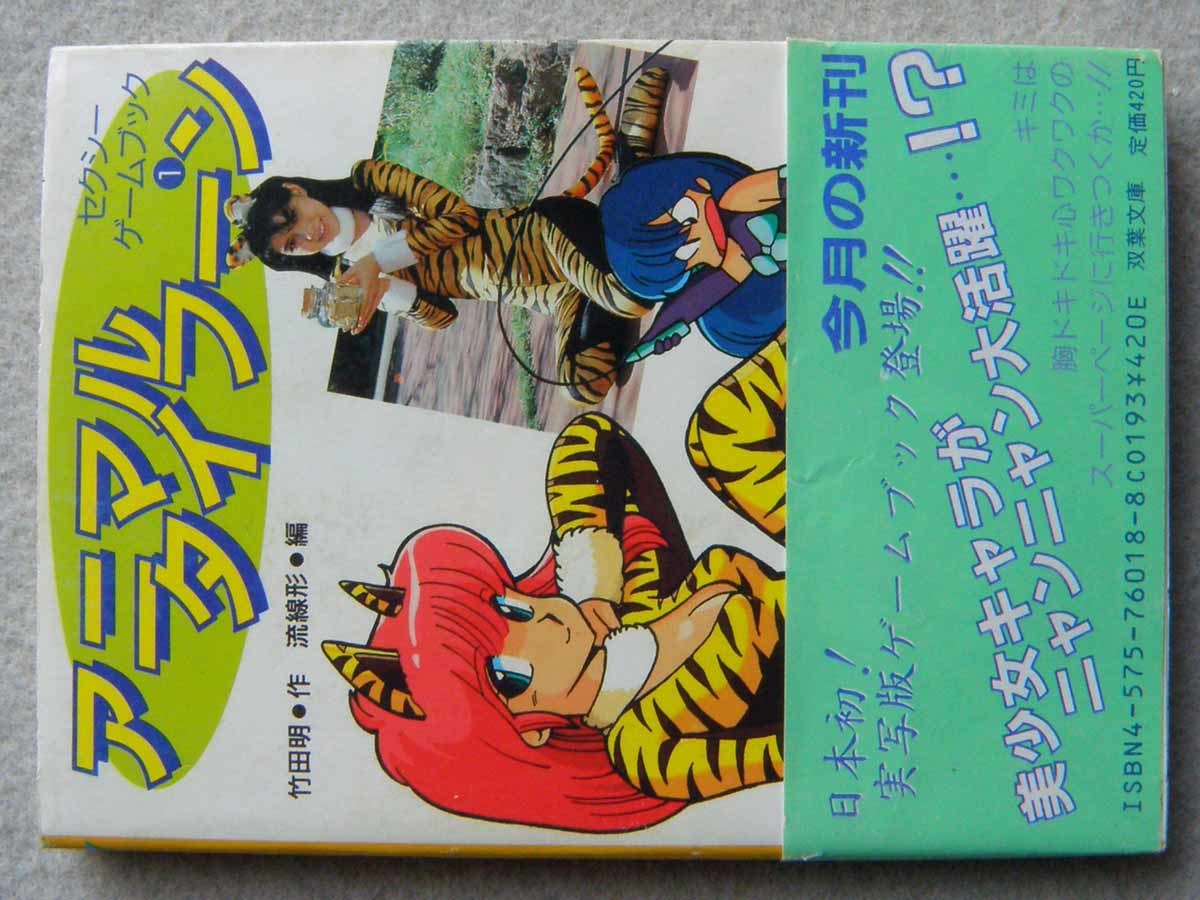 セクシー
ゲームブック
1
アニマル
タイフーン
竹田明●作 流線形●編
今月の新刊
日本初!
実写版ゲームブック登場!!
美少女キャラが
ニャンニャン大活躍…!?
キミは
胸ドキドキ心ワクワクの
スーパーページに行きつくか…!!
ISBN4-575-76018-8C0193¥420E 双葉文庫 定価420円